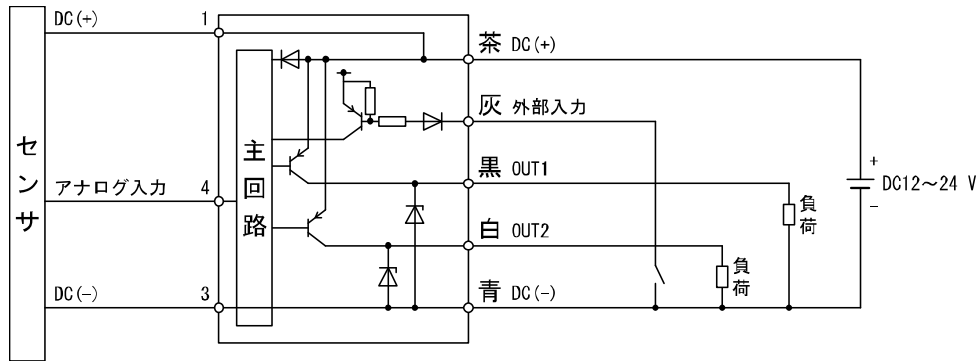 DC(+) 1
茶 DC(+)
灰 外部入力
センサ
主回路
黒 OUT1
アナログ入力 4
+
DC12～24 V
−
負荷
白 OUT2
負荷
DC(−) 3
青 DC(−)